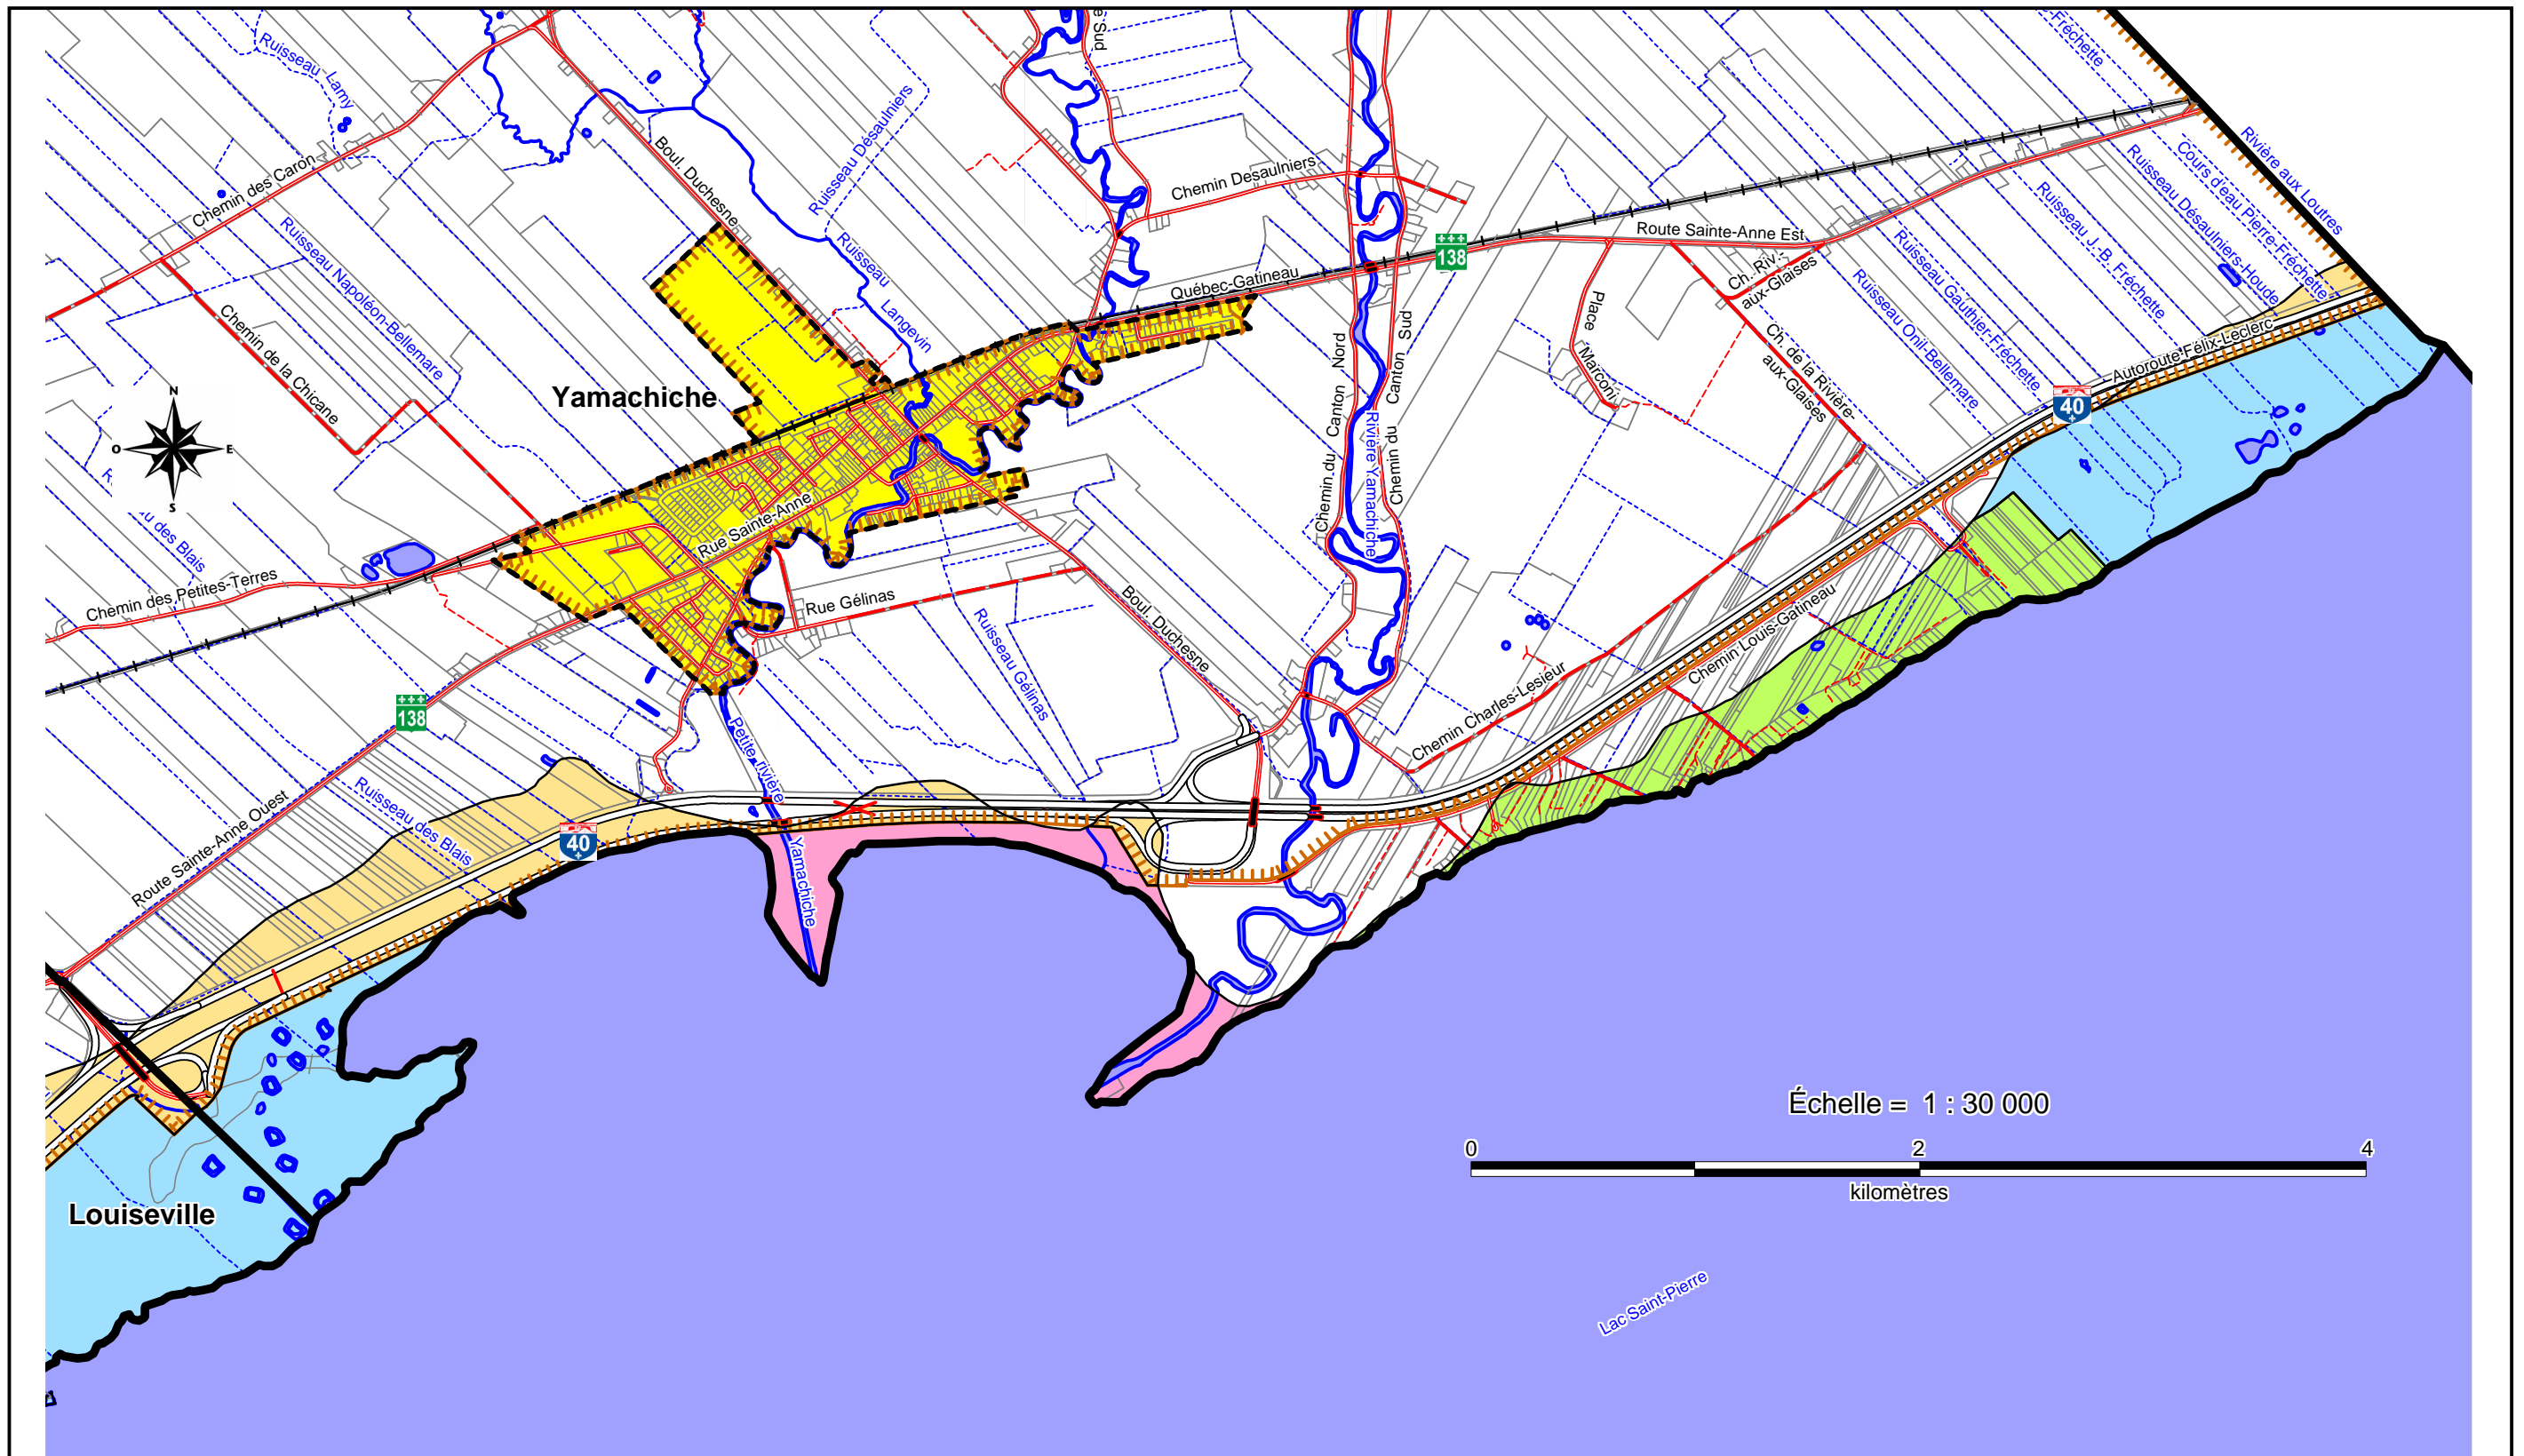 e Sud
-Fréchette
Ruisseau Lamy
Ruisseau Désaulniers
Boul. Duchesne
Rivière aux Loutres
Cours d'eau Pierre-Fréchette
Ruisseau Désaulniers-Houde
Ruisseau J.-B. Fréchette
Chemin des Caron
Chemin Desaulniers
Route Sainte-Anne Est
138
Ruisseau Napoléon-Bellemare
Ruisseau Langevin
Québec-Gatineau
Ch. Riv.-
aux-Glaises
Ruisseau Gauthier-Fréchette
Ruisseau Onil-Bellemare
Chemin de la Chicane
Place Marconi
Ch. de la Rivière-
aux-Glaises
Autoroute Félix-Leclerc
40
Yamachiche
N
O
E
S
Chemin du Canton Nord
Rivière Yamachiche
Chemin du Canton Sud
R
u des Blais
Rue Sainte-Anne
Chemin des Petites-Terres
Rue Gélinas
Ruisseau Gélinas
Boul. Duchesne
Chemin Louis-Gatineau
Chemin Charles-Lesieur
138
Petite rivière Yamachiche
Route Sainte-Anne Ouest
Ruisseau des Blais
40
Louiseville
Échelle = 1 : 30 000
0
2
4
kilomètres
Lac Saint-Pierre